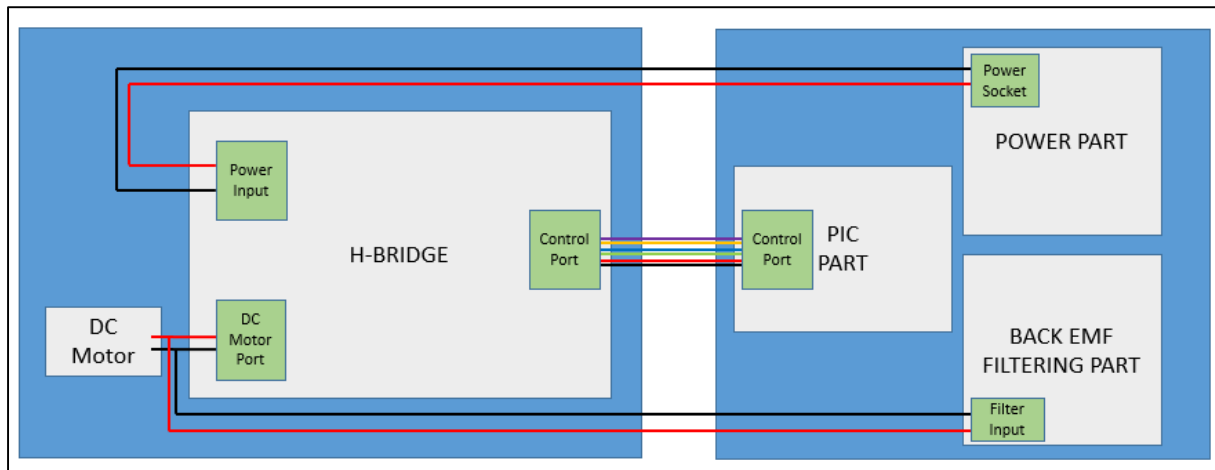 Power
Socket
POWER PART
Power
Input
H-BRIDGE
Control
Port
Control
Port
PIC
PART
DC
Motor
DC
Motor
Port
BACK EMF
FILTERING PART
Filter
Input